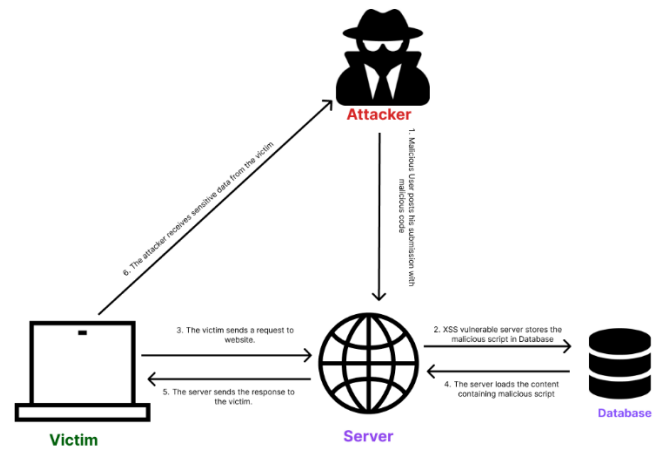 Attacker
1. Malicious User posts his submission with
malicious code
6. The attacker receives sensitive data from the victim
3. The victim sends a request to
website.
2. XSS vulnerable server stores the
malicious script in Database
5. The server sends the response to
the victim.
4. The server loads the content
containing malicious script
Victim
Server
Database